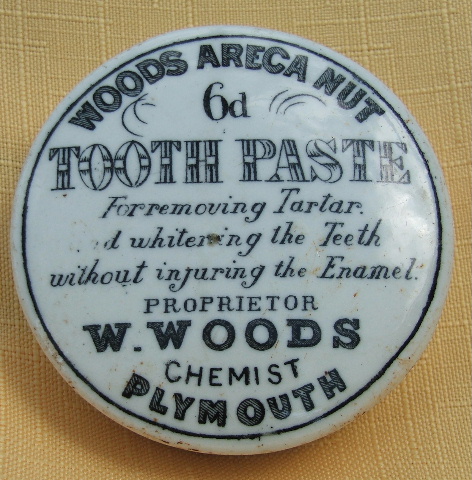 WOODS ARECA NUT
6d
TOOTH PASTE
For removing Tartar.
d whitening the Teeth
without injuring the Enamel.
PROPRIETOR
W. WOODS
CHEMIST
PLYMOUTH